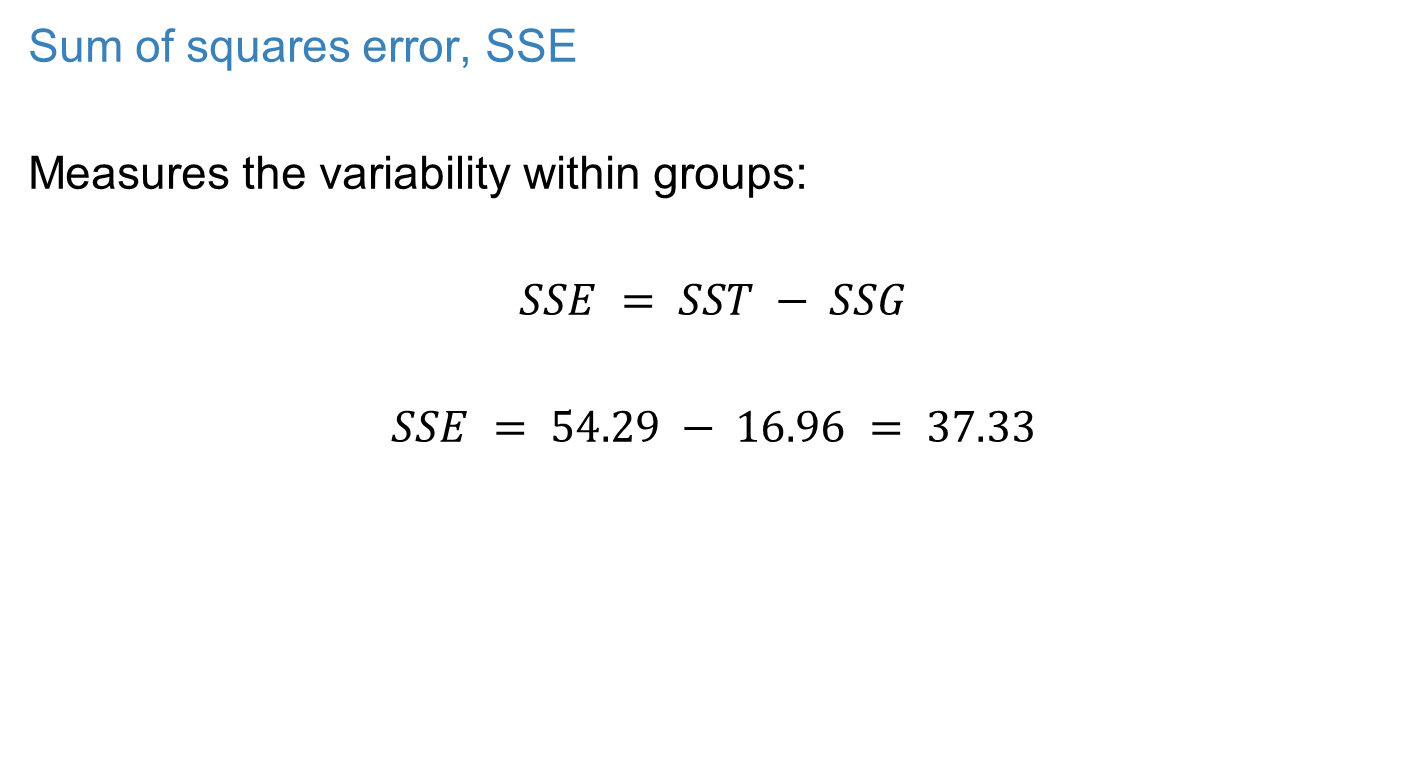 Sum of squares error, SSE
Measures the variability within groups:
SSE = SST − SSG
SSE = 54.29 − 16.96 = 37.33